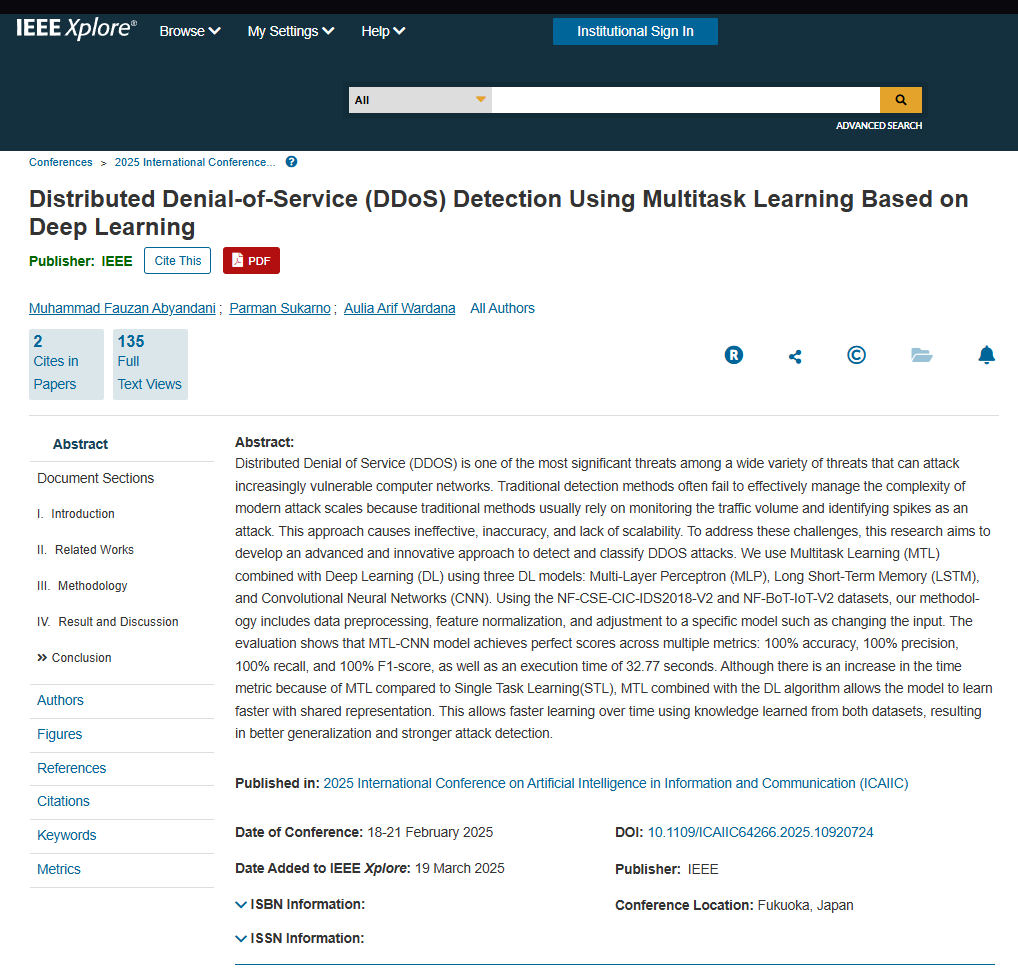 IEEE Xplore®
Browse
My Settings
Help
Institutional Sign In
All
ADVANCED SEARCH
Conferences > 2025 International Conference... ?
Distributed Denial-of-Service (DDoS) Detection Using Multitask Learning Based on
Deep Learning
Publisher: IEEE
Cite This
PDF
Muhammad Fauzan Abyandani ; Parman Sukarno ; Aulia Arif Wardana All Authors
2
Cites in
Papers
135
Full
Text Views
R
©
Abstract
Document Sections
I. Introduction
II. Related Works
III. Methodology
IV. Result and Discussion
» Conclusion
Authors
Figures
References
Citations
Keywords
Metrics
Abstract:
Distributed Denial of Service (DDOS) is one of the most significant threats among a wide variety of threats that can attack
increasingly vulnerable computer networks. Traditional detection methods often fail to effectively manage the complexity of
modern attack scales because traditional methods usually rely on monitoring the traffic volume and identifying spikes as an
attack. This approach causes ineffective, inaccuracy, and lack of scalability. To address these challenges, this research aims to
develop an advanced and innovative approach to detect and classify DDOS attacks. We use Multitask Learning (MTL)
combined with Deep Learning (DL) using three DL models: Multi-Layer Perceptron (MLP), Long Short-Term Memory (LSTM),
and Convolutional Neural Networks (CNN). Using the NF-CSE-CIC-IDS2018-V2 and NF-BoT-IoT-V2 datasets, our methodol-
ogy includes data preprocessing, feature normalization, and adjustment to a specific model such as changing the input. The
evaluation shows that MTL-CNN model achieves perfect scores across multiple metrics: 100% accuracy, 100% precision,
100% recall, and 100% F1-score, as well as an execution time of 32.77 seconds. Although there is an increase in the time
metric because of MTL compared to Single Task Learning(STL), MTL combined with the DL algorithm allows the model to learn
faster with shared representation. This allows faster learning over time using knowledge learned from both datasets, resulting
in better generalization and stronger attack detection.
Published in: 2025 International Conference on Artificial Intelligence in Information and Communication (ICAIIC)
Date of Conference: 18-21 February 2025
DOI: 10.1109/ICAIIC64266.2025.10920724
Date Added to IEEE Xplore: 19 March 2025
Publisher: IEEE
ISBN Information:
Conference Location: Fukuoka, Japan
ISSN Information: